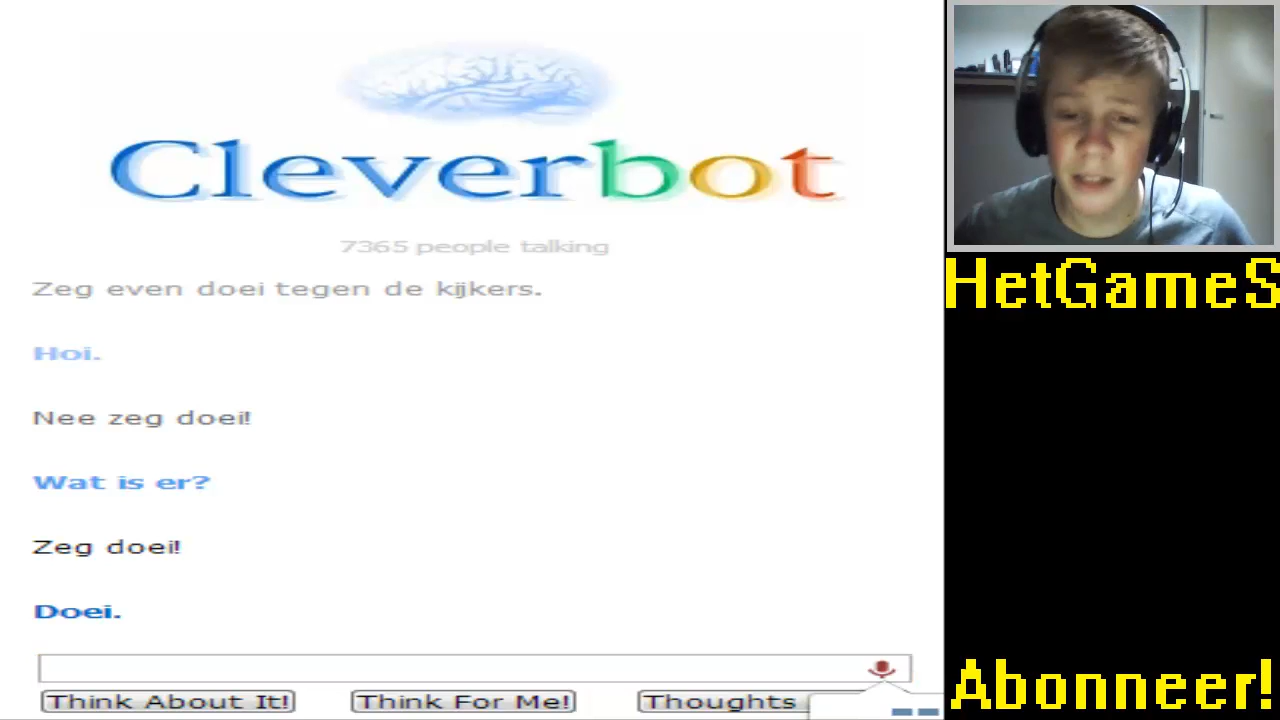 Cleverbot
7365 people talking
Zeg even doei tegen de kijkers.
Hoi.
Nee zeg doei!
Wat is er?
Zeg doei!
Doei.
Think About It!
Think For Me!
Thoughts
HetGameS
Abonneer!